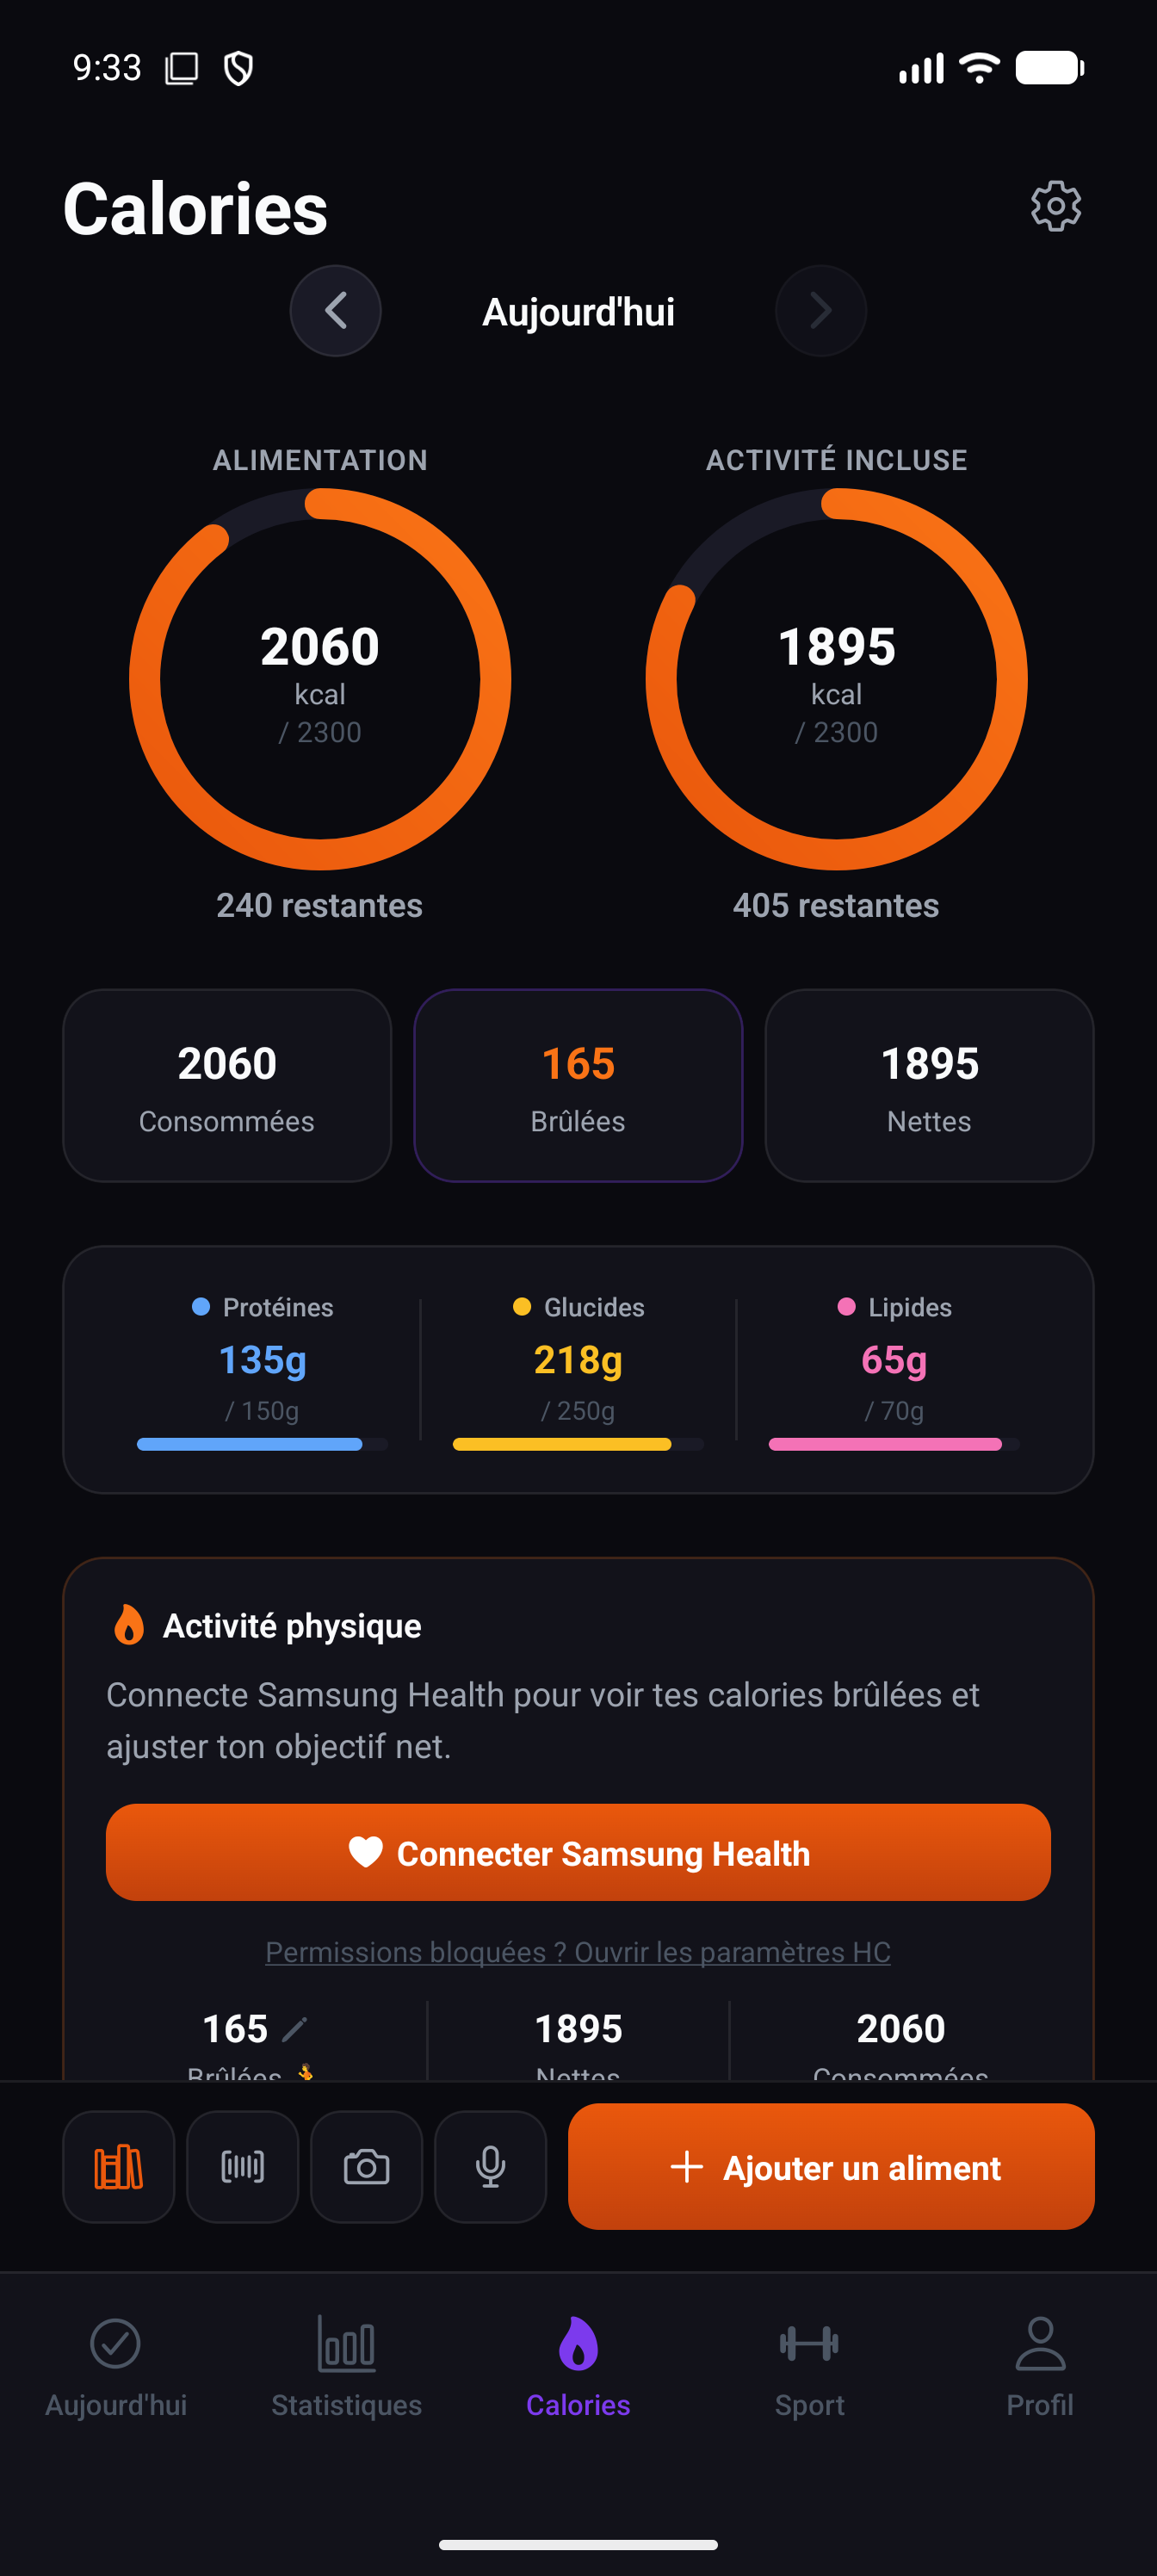 9:33
Calories
Aujourd'hui
ALIMENTATION
ACTIVITÉ INCLUSE
2060
kcal
/ 2300
1895
kcal
/ 2300
240 restantes
405 restantes
2060
Consommées
165
Brûlées
1895
Nettes
Protéines
135g
/ 150g
Glucides
218g
/ 250g
Lipides
65g
/ 70g
Activité physique
Connecte Samsung Health pour voir tes calories brûlées et
ajuster ton objectif net.
Connecter Samsung Health
Permissions bloquées ? Ouvrir les paramètres HC
165
Brûlées
1895
Nettes
2060
Consommées
Ajouter un aliment
Aujourd'hui
Statistiques
Calories
Sport
Profil